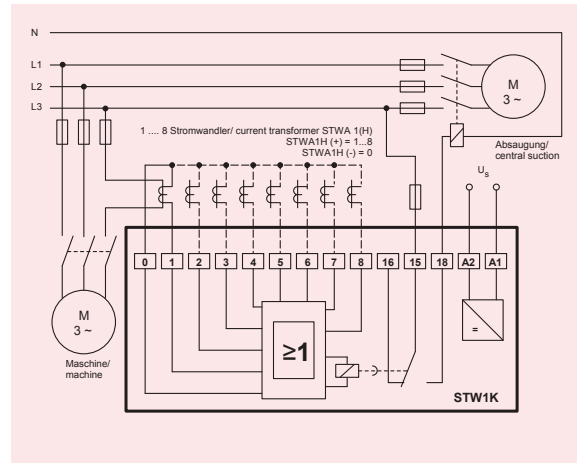 N
L1
L2
L3
M
3 ~
1 .... 8 Stromwandler/ current transformer STWA 1(H)
STWA1H (+) = 1...8
STWA1H (-) = 0
Absaugung/
central suction
Us
0 1 2 3 4 5 6 7 8 16 15 18 A2 A1
M
3 ~
Maschine/
machine
≥1
=
STW1K